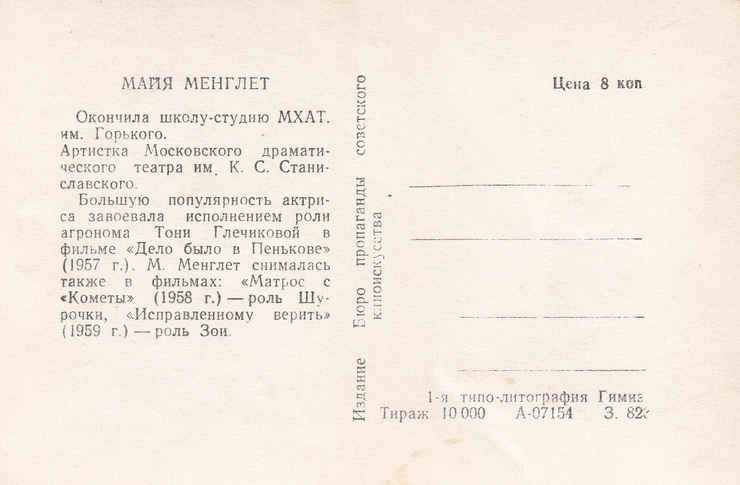 МАЙЯ МЕНГЛЕТ
Окончила школу-студию МХАТ.
им. Горького.
Артистка Московского драмати-
ческого театра им. К. С. Стани-
славского.
Большую популярность актри-
са завоевала исполнением роли
агронома Тони Глечиковой в
фильме «Дело было в Пенькове»
(1957 г.). М. Менглет снималась
также в фильмах: «Матрос с
«Кометы» (1958 г.) — роль Шу-
рочки, «Исправленному верить»
(1959 г.) — роль Зои.
Издание Бюро пропаганды советского
киноискусства
Цена 8 коп
1-я типо-литография Гимиз
Тираж 10 000 А-07154 З.